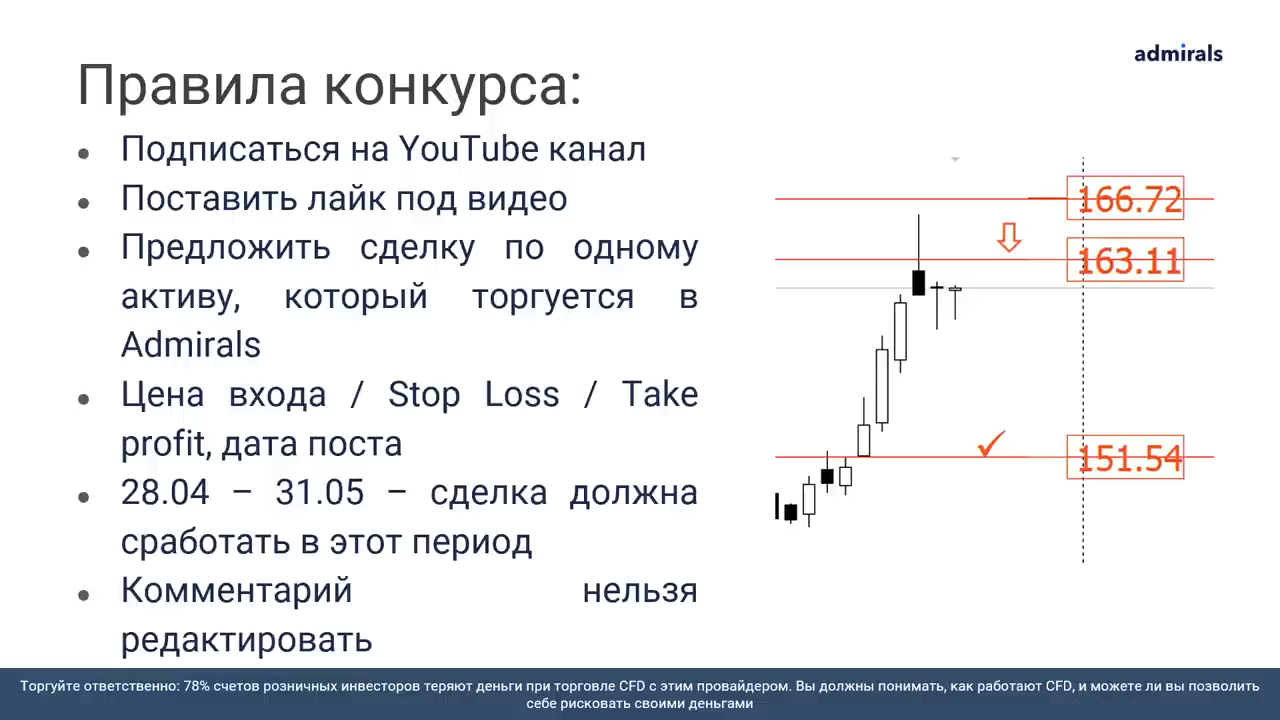 admirals
Правила конкурса:
● Подписаться на YouTube канал
● Поставить лайк под видео
● Предложить сделку по одному
активу, который торгуется в
Admirals
● Цена входа / Stop Loss / Take
profit, дата поста
● 28.04 – 31.05 – сделка должна
сработать в этот период
● Комментарий нельзя
редактировать
166.72
163.11
151.54
Торгуйте ответственно: 78% счетов розничных инвесторов теряют деньги при торговле CFD с этим провайдером. Вы должны понимать, как работают CFD, и можете ли вы позволить
себе рисковать своими деньгами